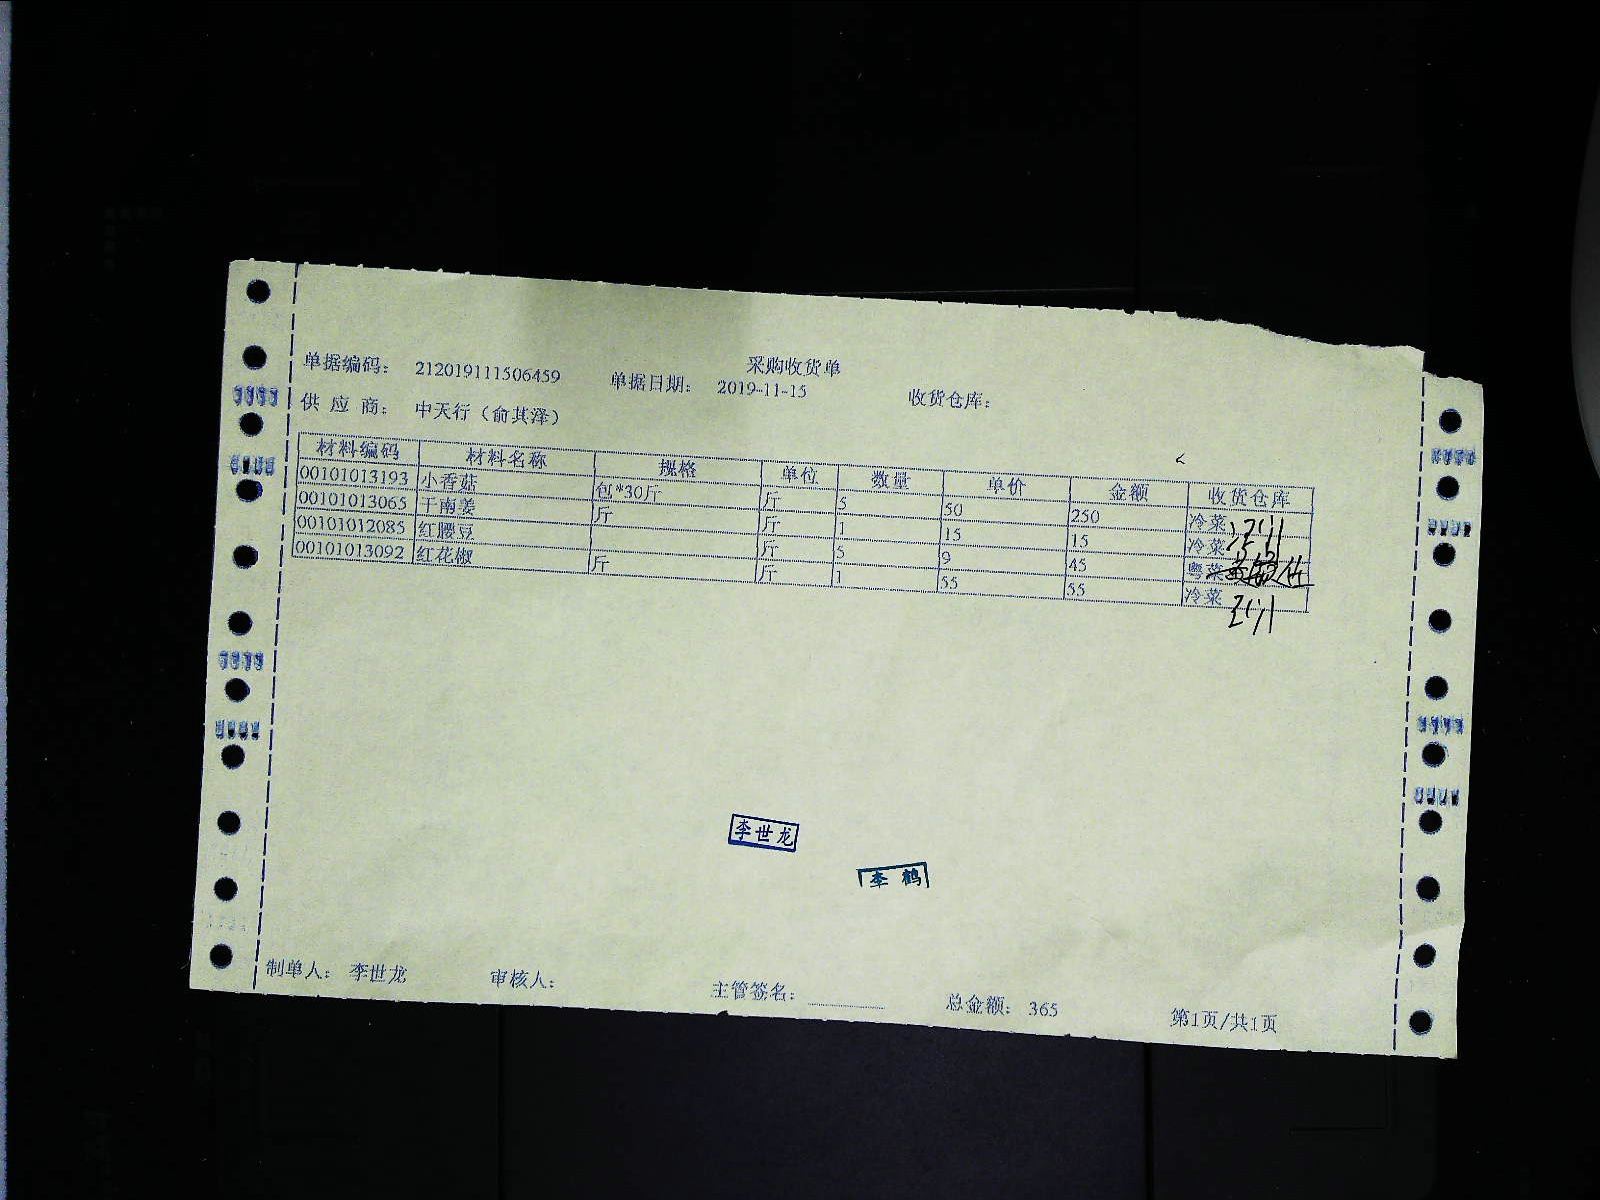 采购收货单
单据编码: 212019111506459 单据日期: 2019-11-15 收货仓库:
供 应 商: 中天行(俞其泽)
材料编码 材料名称 规格 单位 数量 单价 金额 收货仓库
00101013193 小香菇 包*30斤 斤 5 50 250 冷菜
00101013065 干南姜 斤 斤 1 15 15 冷菜
00101012085 红腰豆 斤 5 9 45 粤菜
00101013092 红花椒 斤 斤 1 55 55 冷菜
李世龙
李鹤
制单人: 李世龙 审核人: 主管签名: 总金额: 365 第1页/共1页